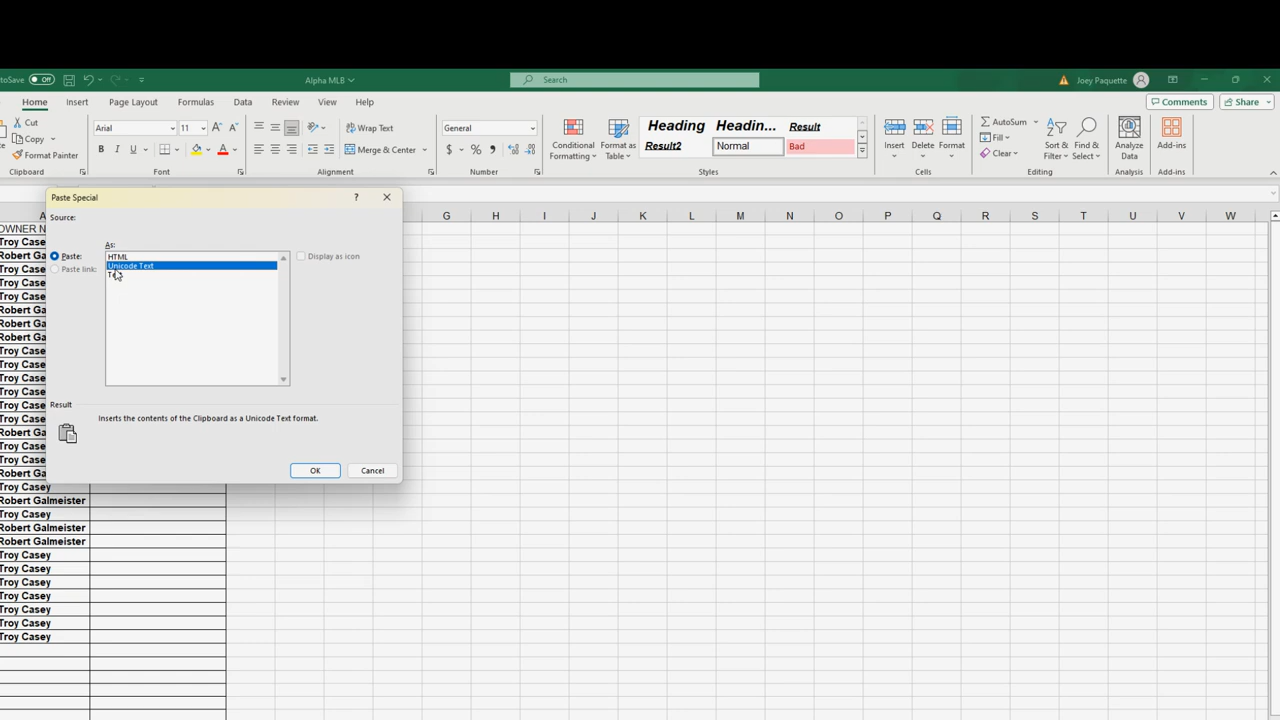 AutoSave Off Alpha MLB Search Joey Paquette
Home Insert Page Layout Formulas Data Review View Help Comments Share
Cut Arial 11 Wrap Text General Heading Headin... Result AutoSum
Copy Conditional Format as Insert Delete Format Fill Sort & Find & Analyze Add-ins
Format Painter B I U Merge & Center $ % Result2 Normal Bad Formatting Table Clear Filter Select Data
Clipboard Font Alignment Number Styles Cells Editing Analysis Add-ins
Paste Special ?
G H I J K L M N O P Q R S T U V W
Source:
OWNER N
As:
Troy Casey
Robert Ga
Paste: HTML Display as icon
Unicode Text
Troy Case
Paste link:
Troy Case
Troy Case
Robert Ga
Robert Ga
Robert Ga
Troy Case
Troy Case
Troy Case
Troy Case
Troy Case
Result
Troy Case
Inserts the contents of the Clipboard as a Unicode Text format.
Robert Ga
Troy Case
Troy Case
Robert Ga
OK Cancel
Troy Casey
Robert Galmeister
Troy Casey
Robert Galmeister
Robert Galmeister
Troy Casey
Troy Casey
Troy Casey
Troy Casey
Troy Casey
Troy Casey
Troy Casey